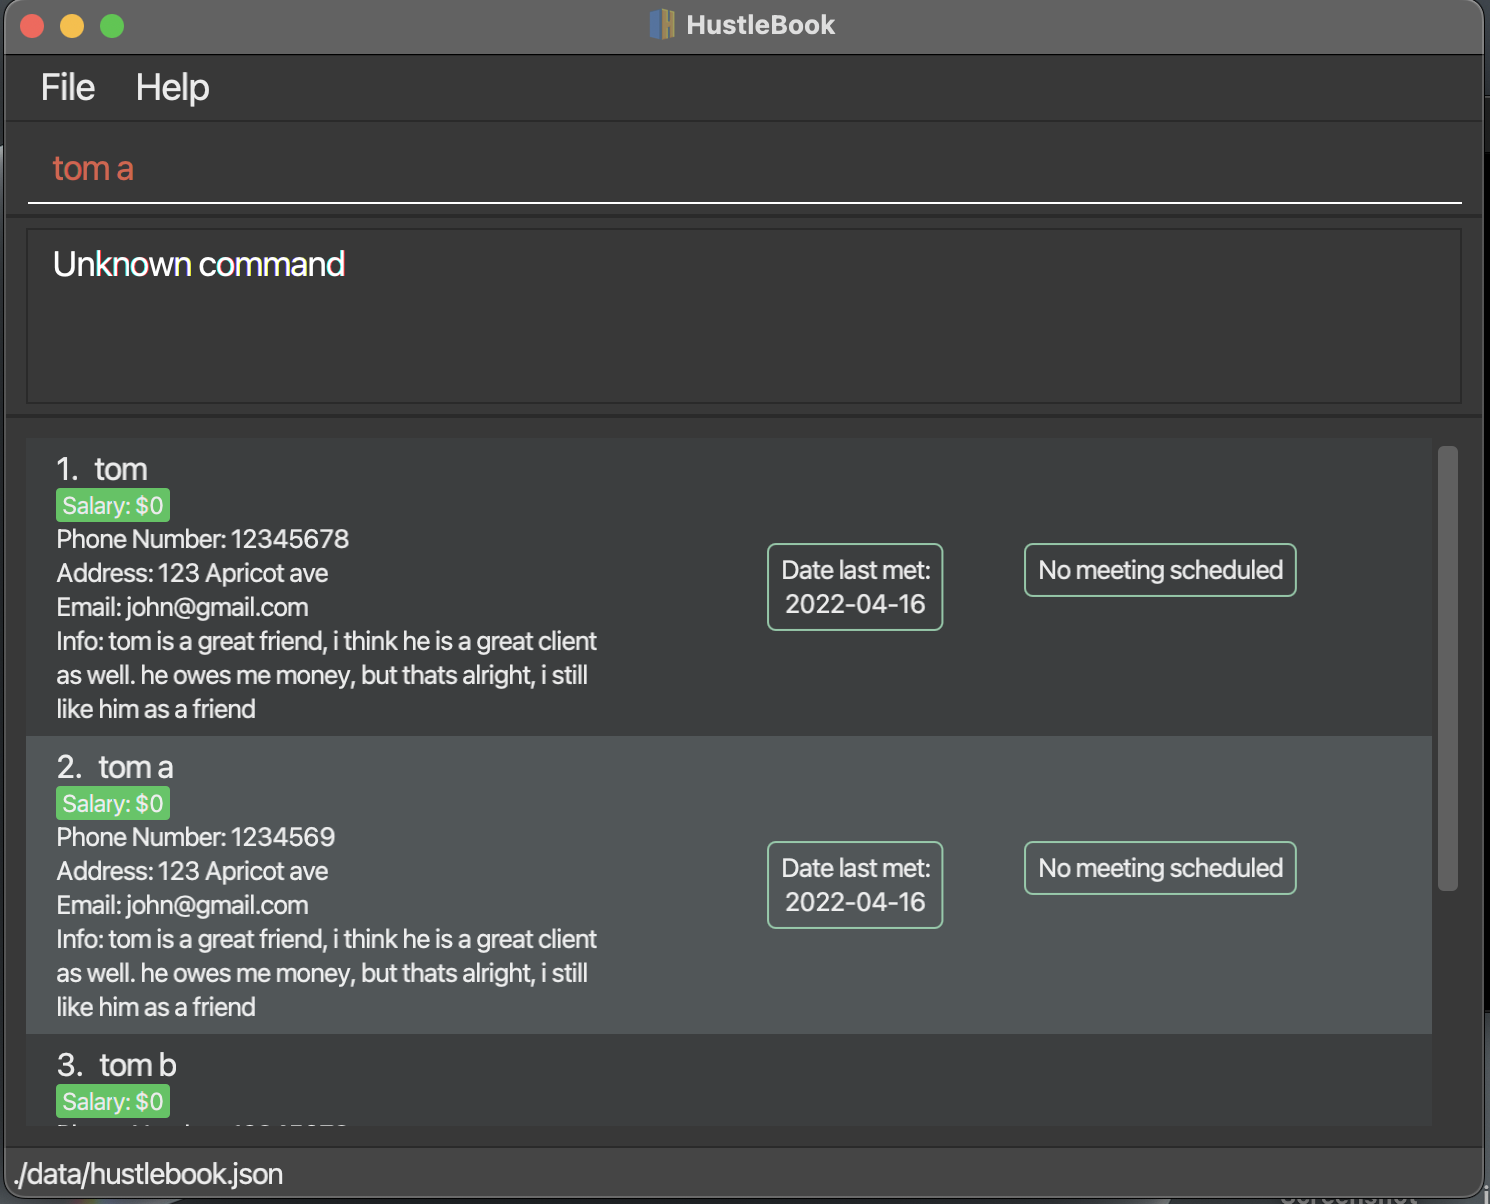 HustleBook
File Help
tom a
Unknown command
1. tom
Salary: $0
Phone Number: 12345678
Address: 123 Apricot ave
Email: john@gmail.com
Info: tom is a great friend, i think he is a great client
as well. he owes me money, but thats alright, i still
like him as a friend
Date last met:
2022-04-16
No meeting scheduled
2. tom a
Salary: $0
Phone Number: 1234569
Address: 123 Apricot ave
Email: john@gmail.com
Info: tom is a great friend, i think he is a great client
as well. he owes me money, but thats alright, i still
like him as a friend
Date last met:
2022-04-16
No meeting scheduled
3. tom b
Salary: $0
./data/hustlebook.json